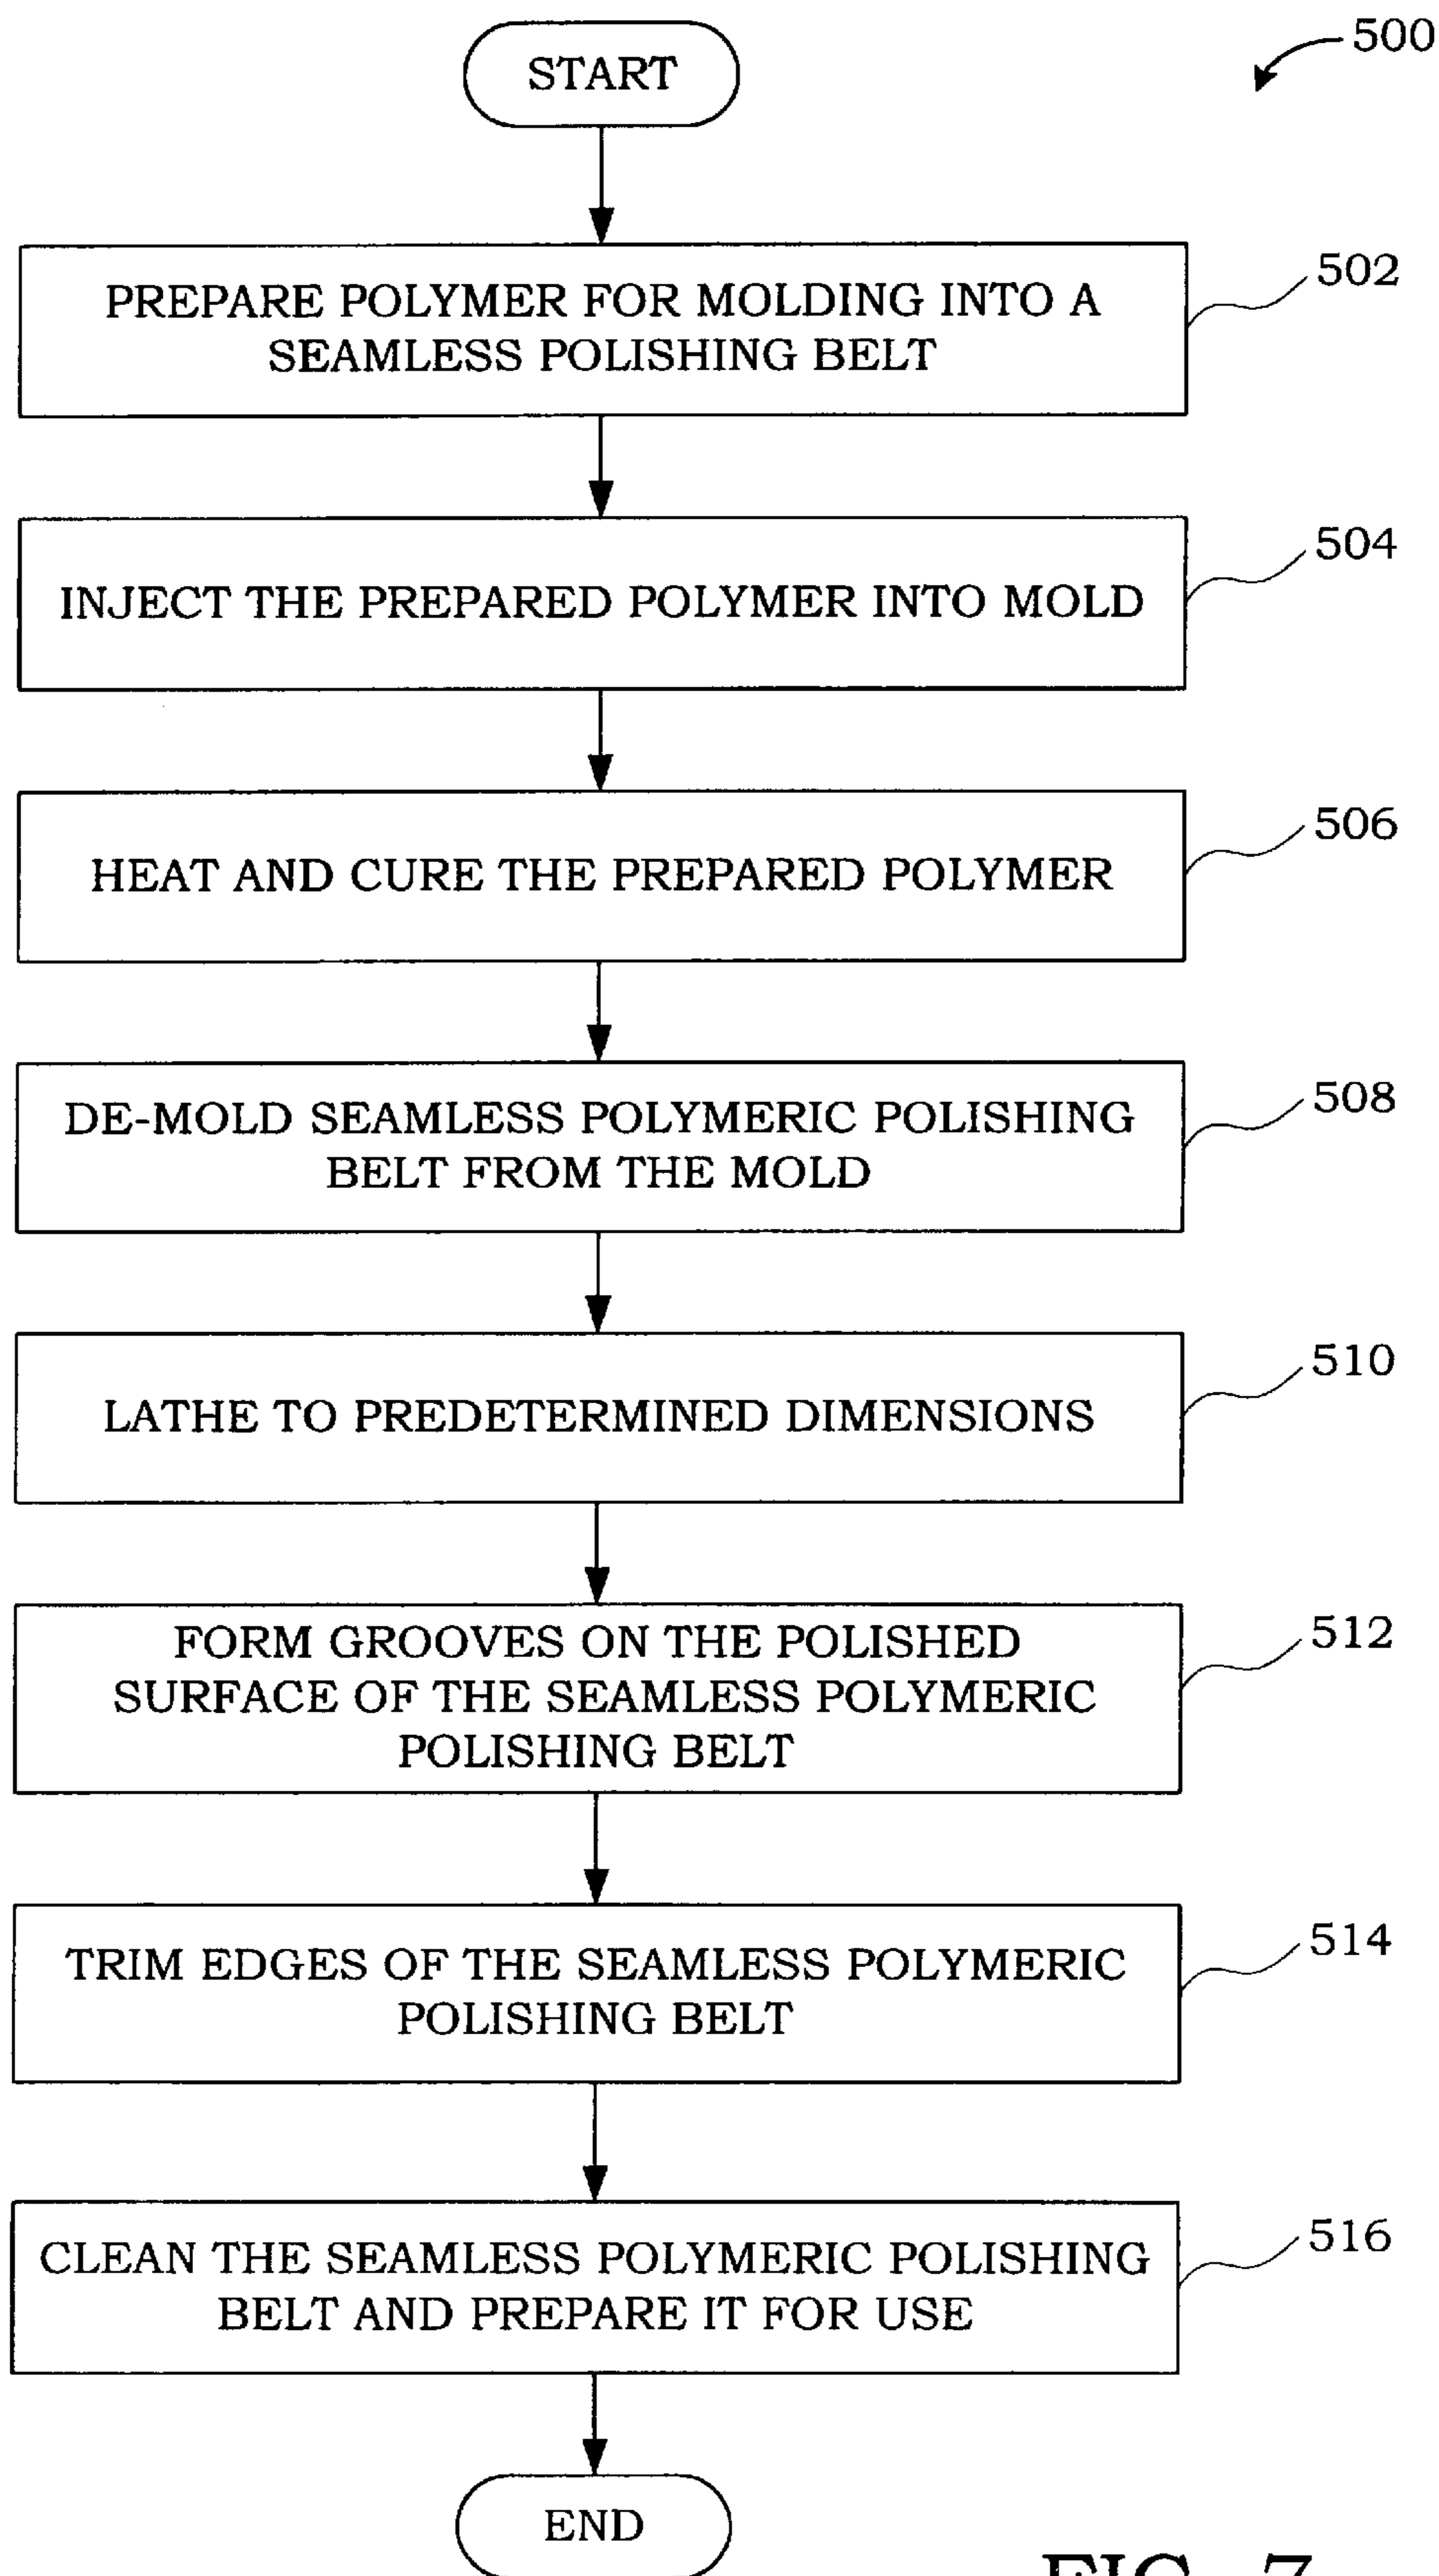 START
500
PREPARE POLYMER FOR MOLDING INTO A
SEAMLESS POLISHING BELT
502
INJECT THE PREPARED POLYMER INTO MOLD
504
HEAT AND CURE THE PREPARED POLYMER
506
DE-MOLD SEAMLESS POLYMERIC POLISHING
BELT FROM THE MOLD
508
LATHE TO PREDETERMINED DIMENSIONS
510
FORM GROOVES ON THE POLISHED
SURFACE OF THE SEAMLESS POLYMERIC
POLISHING BELT
512
TRIM EDGES OF THE SEAMLESS POLYMERIC
POLISHING BELT
514
CLEAN THE SEAMLESS POLYMERIC POLISHING
BELT AND PREPARE IT FOR USE
516
END
FIG. 7